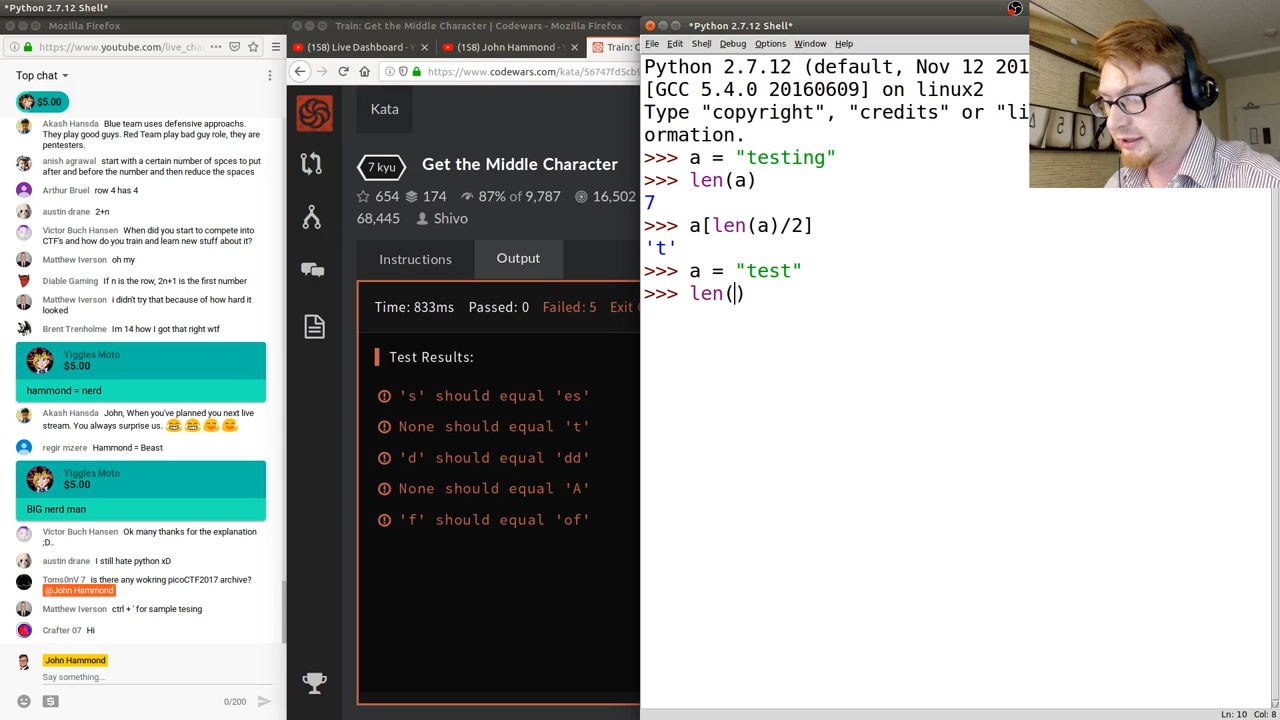 *Python 2.7.12 Shell*
Mozilla Firefox
https://www.youtube.com/live_cha
Top chat
$5.00
Akash Hansda Blue team uses defensive approachs.
They play good guys. Red Team play bad guy role, they are
pentesters.
anish agrawal start with a certain number of spces to put
after and before the number and then reduce the spaces
Arthur Bruel row 4 has 4
austin drane 2+n
Victor Buch Hansen When did you start to compete into
CTF's and how do you train and learn new stuff about it?
Matthew Iverson oh my
Diable Gaming If n is the row, 2n+1 is the number first
Matthew Iverson i didn't try that because of how hard it
looked
Brent Trenholme Im 14 how I got that right wtf
Yiggles Moto
$5.00
hammond = nerd
Akash Hansda John, When you've planned you next live
stream. You always surprise us.
regir mzere Hammond = Beast
Yiggles Moto
$5.00
BIG nerd man
Victor Buch Hansen Ok many thanks for the explanation
;D..
austin drane I still hate python xD
Toms0nV 7 is there any wokring picoCTF2017 archive?
@John Hammond
Matthew Iverson ctrl + ' for sample tesing
Crafter 07 Hi
John Hammond
Say something...
0/200
Train: Get the Middle Character | Codewars - Mozilla Firefox
(158) Live Dashboard - Y
(158) John Hammond - Y
Train: G
https://www.codewars.com/kata/56747fd5cb9
Kata
7 kyu
Get the Middle Character
654 174 87% of 9,787 16,502
68,445 Shivo
Instructions
Output
Time: 833ms Passed: 0 Failed: 5 Exit
Test Results:
's' should equal 'es'
None should equal 't'
'd' should equal 'dd'
None should equal 'A'
'f' should equal 'of'
*Python 2.7.12 Shell*
File Edit Shell Debug Options Window Help
Python 2.7.12 (default, Nov 12 201
[GCC 5.4.0 20160609] on linux2
Type "copyright", "credits" or "li
ormation.
>>> a = "testing"
>>> len(a)
7
>>> a[len(a)/2]
't'
>>> a = "test"
>>> len()
Ln: 10 Col: 8